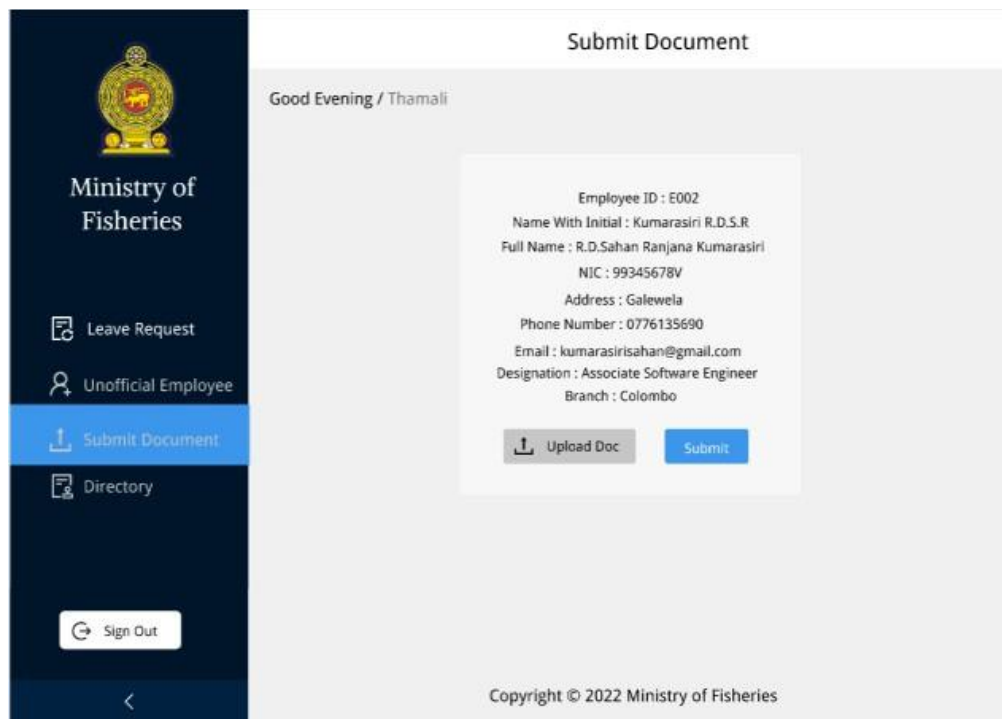 Ministry of
Fisheries
Leave Request
Unofficial Employee
Submit Document
Directory
Sign Out
<
Submit Document
Good Evening / Thamali
Employee ID : E002
Name With Initial : Kumarasiri R.D.S.R
Full Name : R.D.Sahan Ranjana Kumarasiri
NIC : 99345678V
Address : Galewela
Phone Number : 0776135690
Email : kumarasirisahan@gmail.com
Designation : Associate Software Engineer
Branch : Colombo
Upload Doc
Submit
Copyright © 2022 Ministry of Fisheries